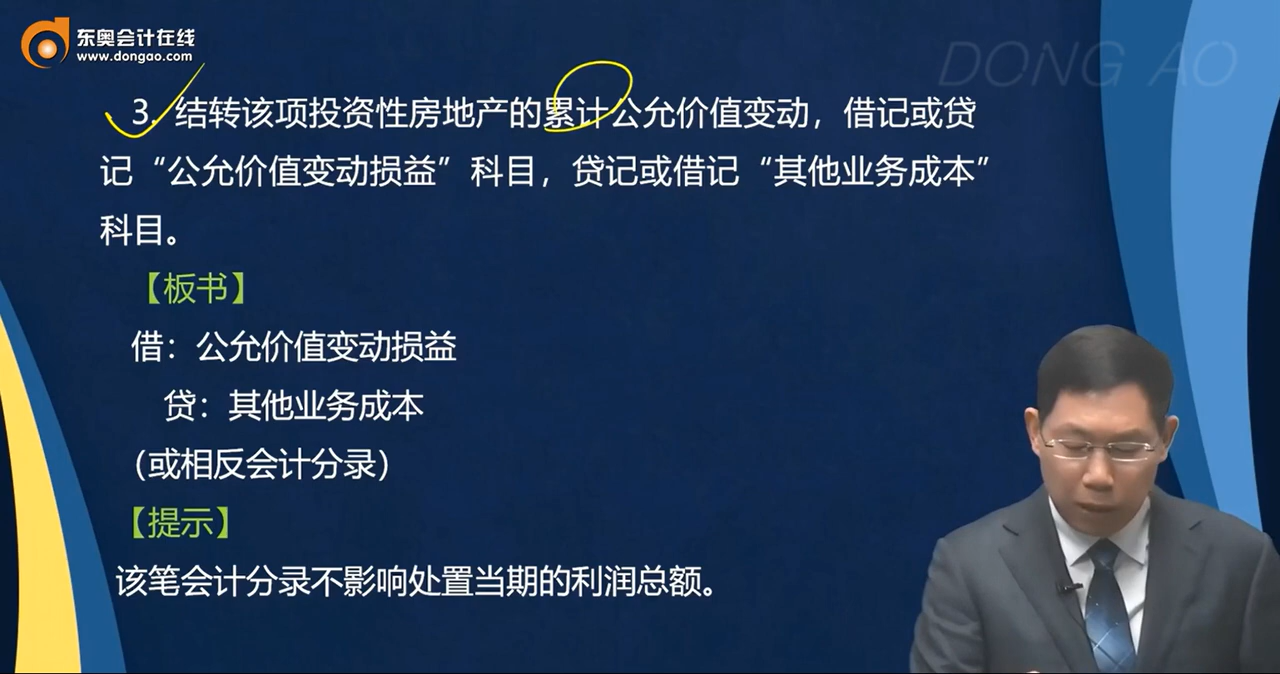 东奥会计在线
www.dongao.com
DONG AO
3. 结转该项投资性房地产的累计公允价值变动，借记或贷
记“公允价值变动损益”科目，贷记或借记“其他业务成本”
科目。
【板书】
借：公允价值变动损益
贷：其他业务成本
（或相反会计分录）
【提示】
该笔会计分录不影响处置当期的利润总额。